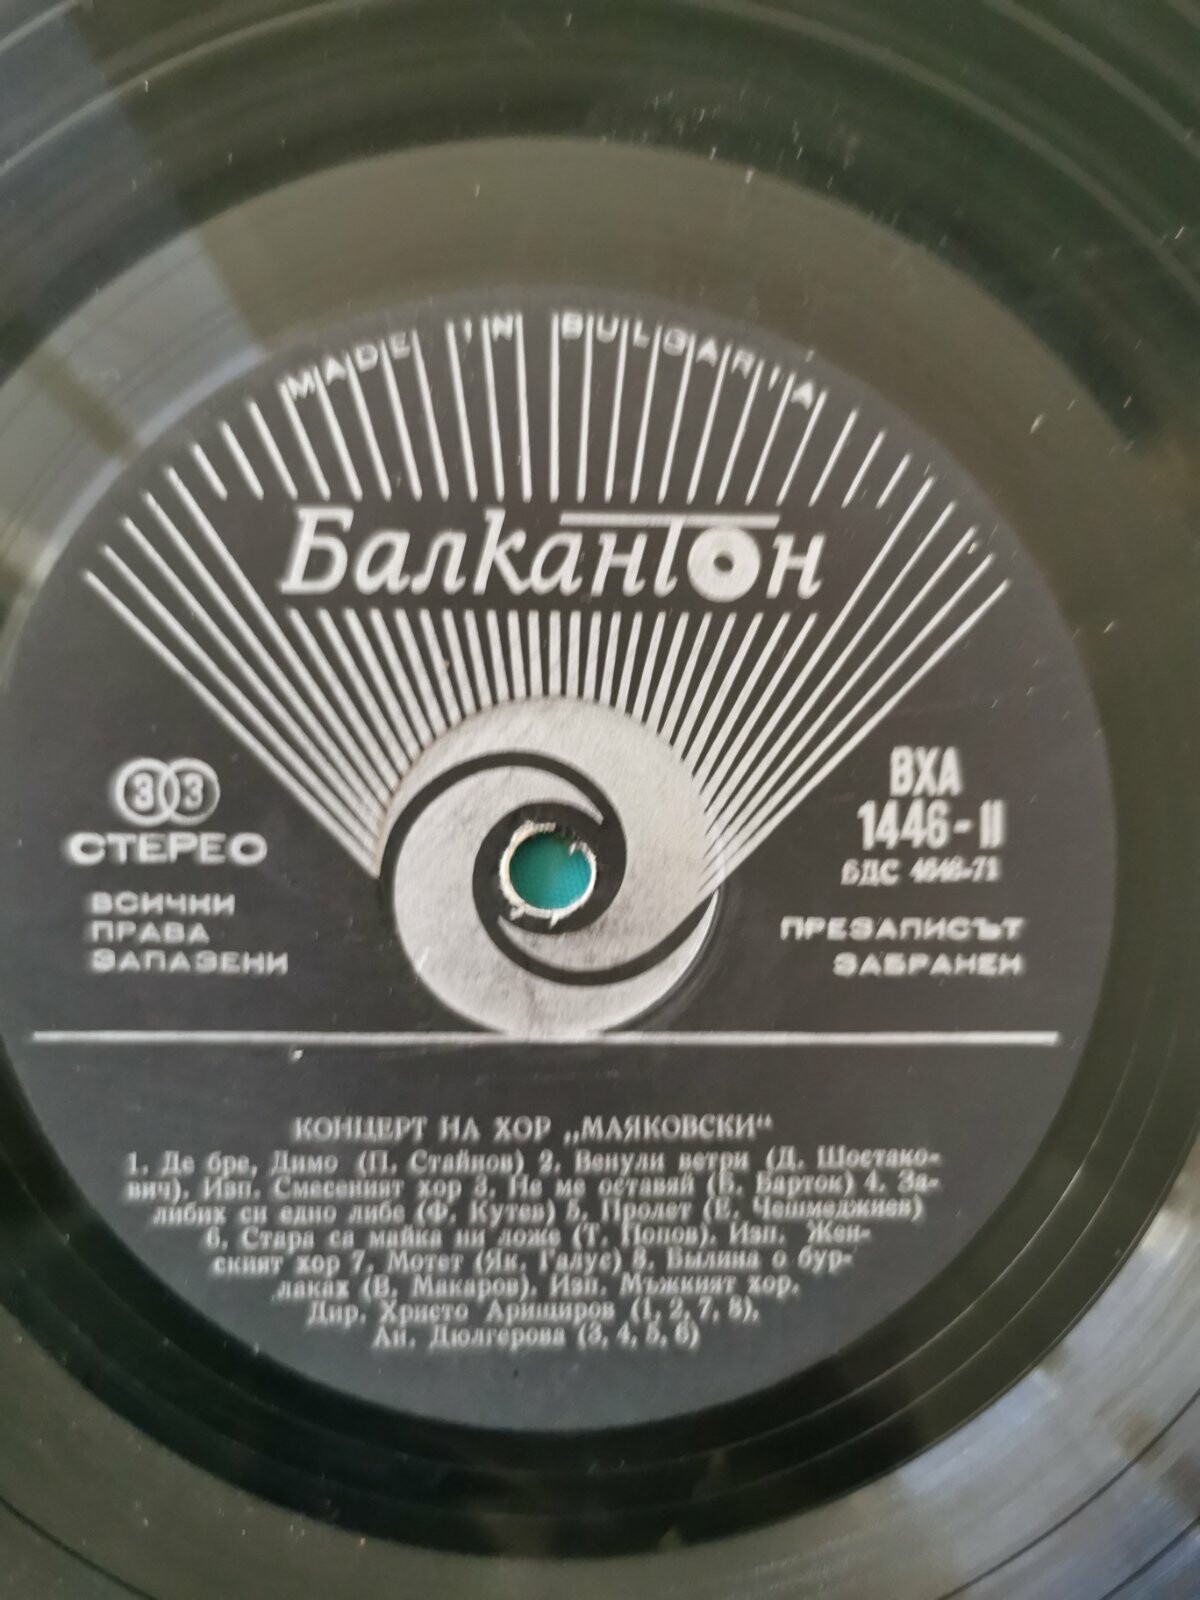 MADE IN BULGARIA
Балкантон
33
СТЕРЕО
ВСИЧКИ
ПРАВА
ЗАПАЗЕНИ
ВХА
1446-II
БДС 4646-71
ПРЕЗАПИСЪТ
ЗАБРАНЕН
КОНЦЕРТ НА ХОР „МАЯКОВСКИ“
1. Де бре, Димо (П. Стайнов) 2. Венули ветри (Д. Шостако-
вич). Изп. Смесеният хор 3. Не ме оставяй (Б. Барток) 4. За-
либих си едно либе (Ф. Кутев) 5. Пролет (Е. Чешмеджиев)
6. Стара са майка ни ложе (Т. Попов). Изп. Жен-
ският хор 7. Мотет (Як. Галус) 8. Былина о бур-
лаках (В. Макаров). Изп. Мъжкият хор.
Дир. Христо Ариширов (1, 2, 7, 8),
Ан. Дюлгерова (3, 4, 5, 6)